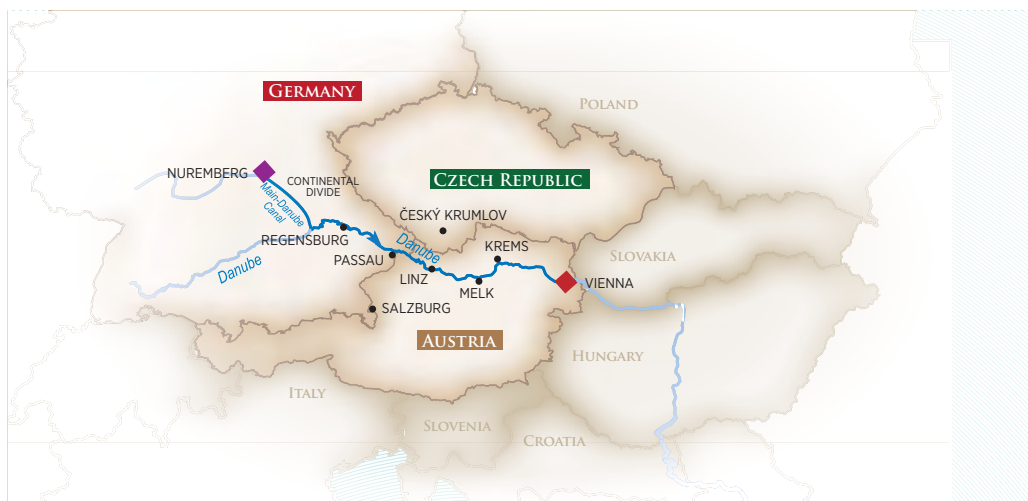 GERMANY
POLAND
NUREMBERG
CONTINENTAL
DIVIDE
Main-Danube
Canal
CZECH REPUBLIC
ČESKÝ KRUMLOV
REGENSBURG
Danube
KREMS
SLOVAKIA
PASSAU
Danube
LINZ
MELK
VIENNA
SALZBURG
AUSTRIA
HUNGARY
ITALY
SLOVENIA
CROATIA